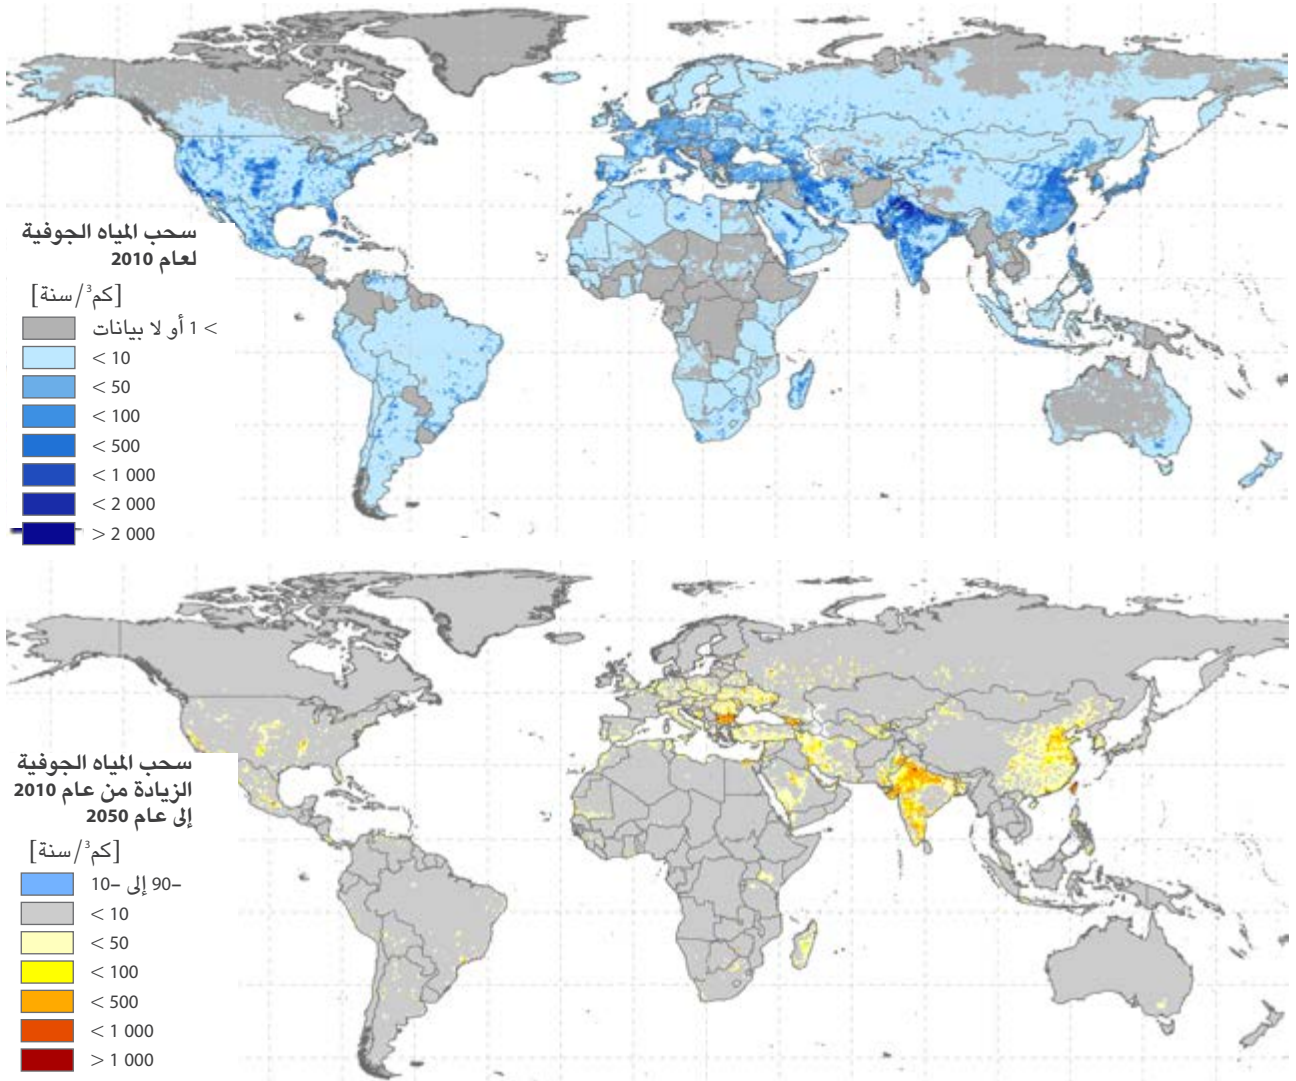 سحب المياه الجوفية
لعام 2010
[كم³/سنة]
> 1 أو لا بيانات
< 10
< 50
< 100
< 500
< 1 000
< 2 000
> 2 000
سحب المياه الجوفية
الزيادة من عام 2010
إلى عام 2050
[كم³/سنة]
–90 إلى –10
< 10
< 50
< 100
< 500
< 1 000
> 1 000